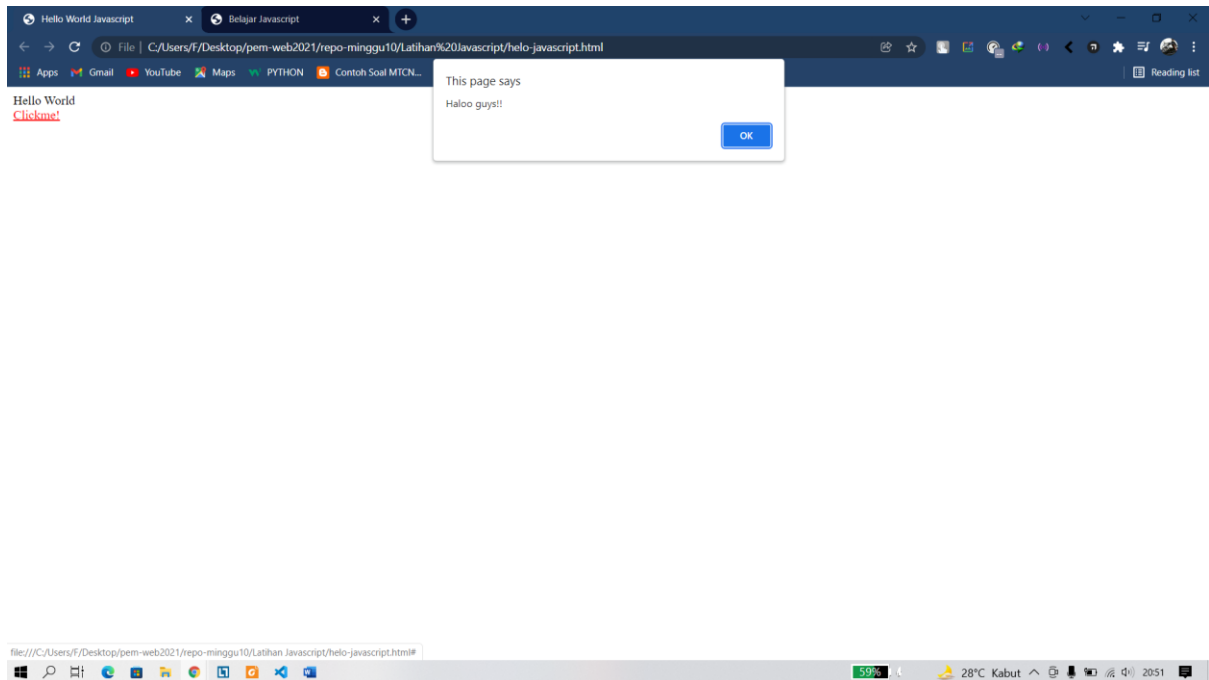 Hello World Javascript
Belajar Javascript
File | C:/Users/F/Desktop/pem-web2021/repo-minggu10/Latihan%20Javascript/helo-javascript.html
Apps Gmail YouTube Maps PYTHON Contoh Soal MTCN... Reading list
This page says
Haloo guys!!
OK
Hello World
Clickme!
file:///C:/Users/F/Desktop/pem-web2021/repo-minggu10/Latihan Javascript/helo-javascript.html#
59% 28°C Kabut 20:51